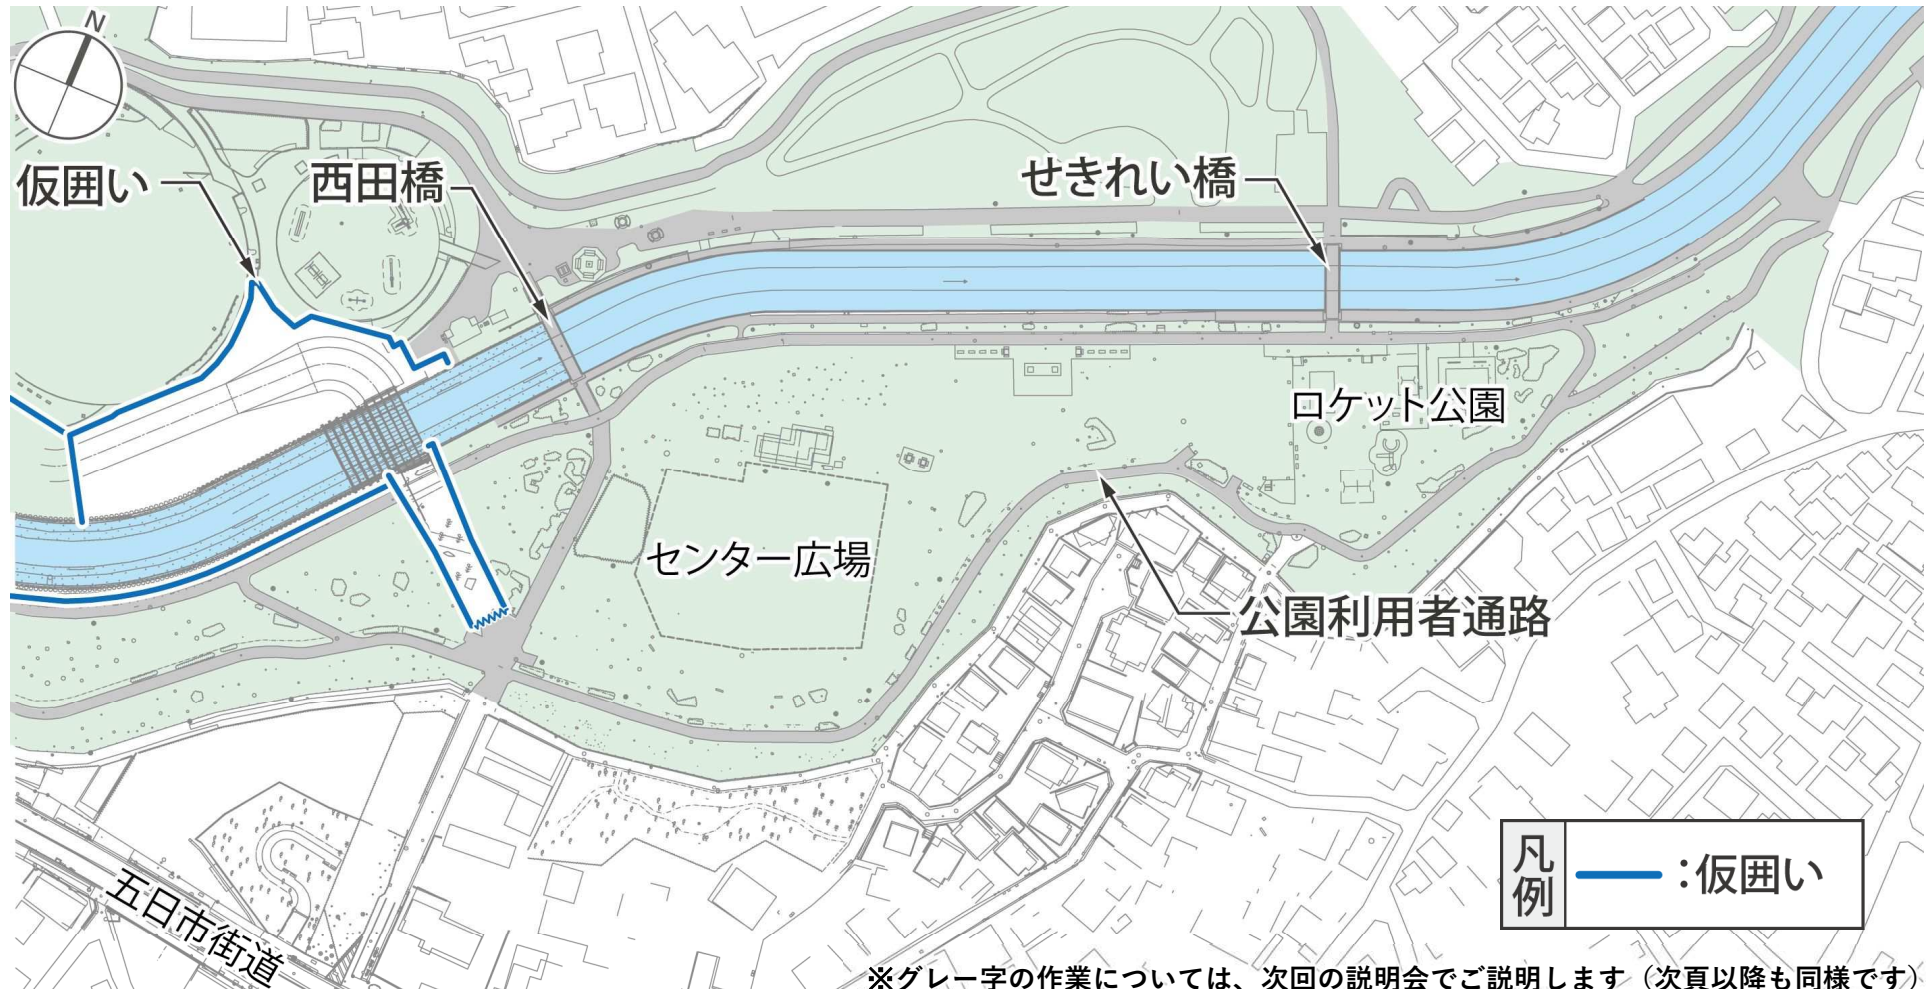 N
仮囲い
西田橋
せきれい橋
ロケット公園
センター広場
公園利用者通路
凡例
:仮囲い
五日市街道
※グレー字の作業については、次回の説明会でご説明します(次頁以降も同様です)